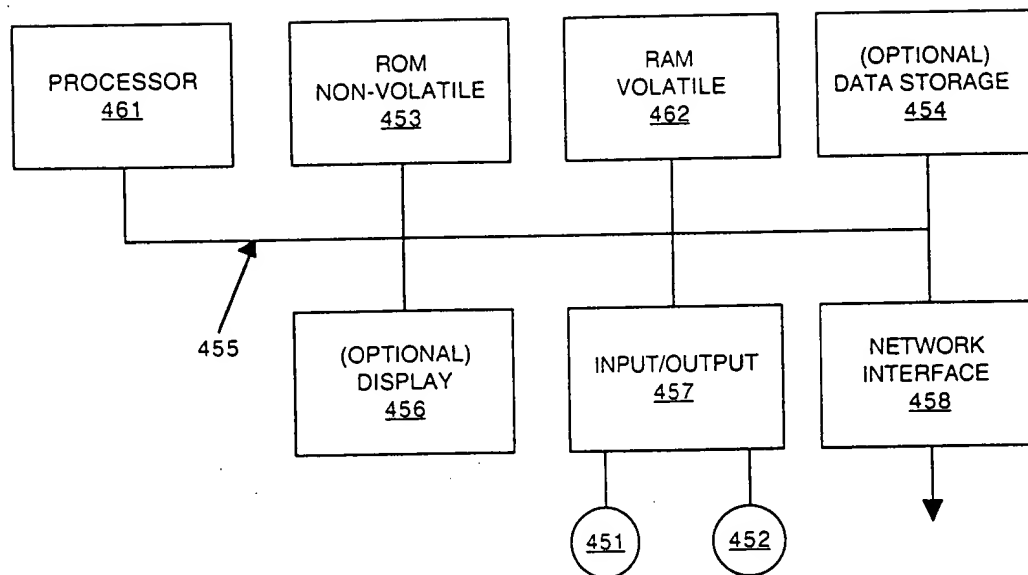 PROCESSOR
461
ROM
NON-VOLATILE
453
RAM
VOLATILE
462
(OPTIONAL)
DATA STORAGE
454
455
(OPTIONAL)
DISPLAY
456
INPUT/OUTPUT
457
NETWORK
INTERFACE
458
451
452